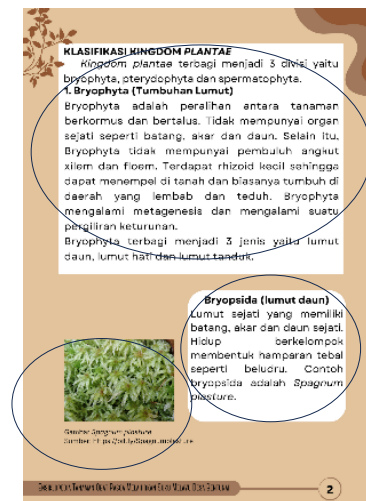 KLASIFIKASI KINGDOM PLANTAE
Kingdom plantae terbagi menjadi 3 divisi yaitu
bryophyta, pterydophyta dan spermatophyta.
1. Bryophyta (Tumbuhan Lumut)
Bryophyta adalah peralihan antara tanaman
berkormus dan bertalus. Tidak mempunyai organ
sejati seperti batang, akar dan daun. Selain itu,
Bryophyta tidak mempunyai pembuluh angkut
xilem dan floem. Terdapat rhizoid kecil sehingga
dapat menempel di tanah dan biasanya tumbuh di
daerah yang lembab dan teduh. Bryophyta
mengalami metagenesis dan mengalami suatu
pergiliran keturunan.
Bryophyta terbagi menjadi 3 jenis yaitu lumut
daun, lumut hati dan lumut tanduk.
Bryopsida (lumut daun)
Lumut sejati yang memiliki
batang, akar dan daun sejati.
Hidup berkelompok
membentuk hamparan tebal
seperti beludru. Contoh
bryopsida adalah Spagnum
plasture.
Gambar Spagnum plasture
Sumber:
2